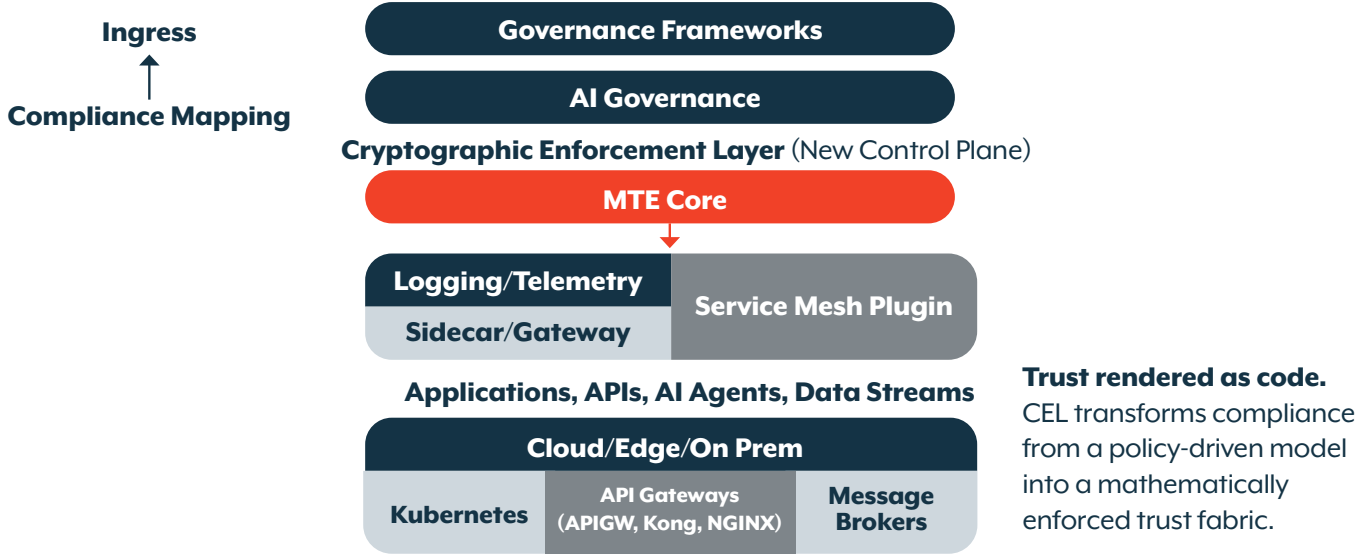 Ingress
Compliance Mapping
Governance Frameworks
AI Governance
Cryptographic Enforcement Layer (New Control Plane)
MTE Core
Logging/Telemetry
Sidecar/Gateway
Service Mesh Plugin
Applications, APIs, AI Agents, Data Streams
Cloud/Edge/On Prem
Kubernetes
API Gateways
(APIGW, Kong, NGINX)
Message
Brokers
Trust rendered as code.
CEL transforms compliance
from a policy-driven model
into a mathematically
enforced trust fabric.